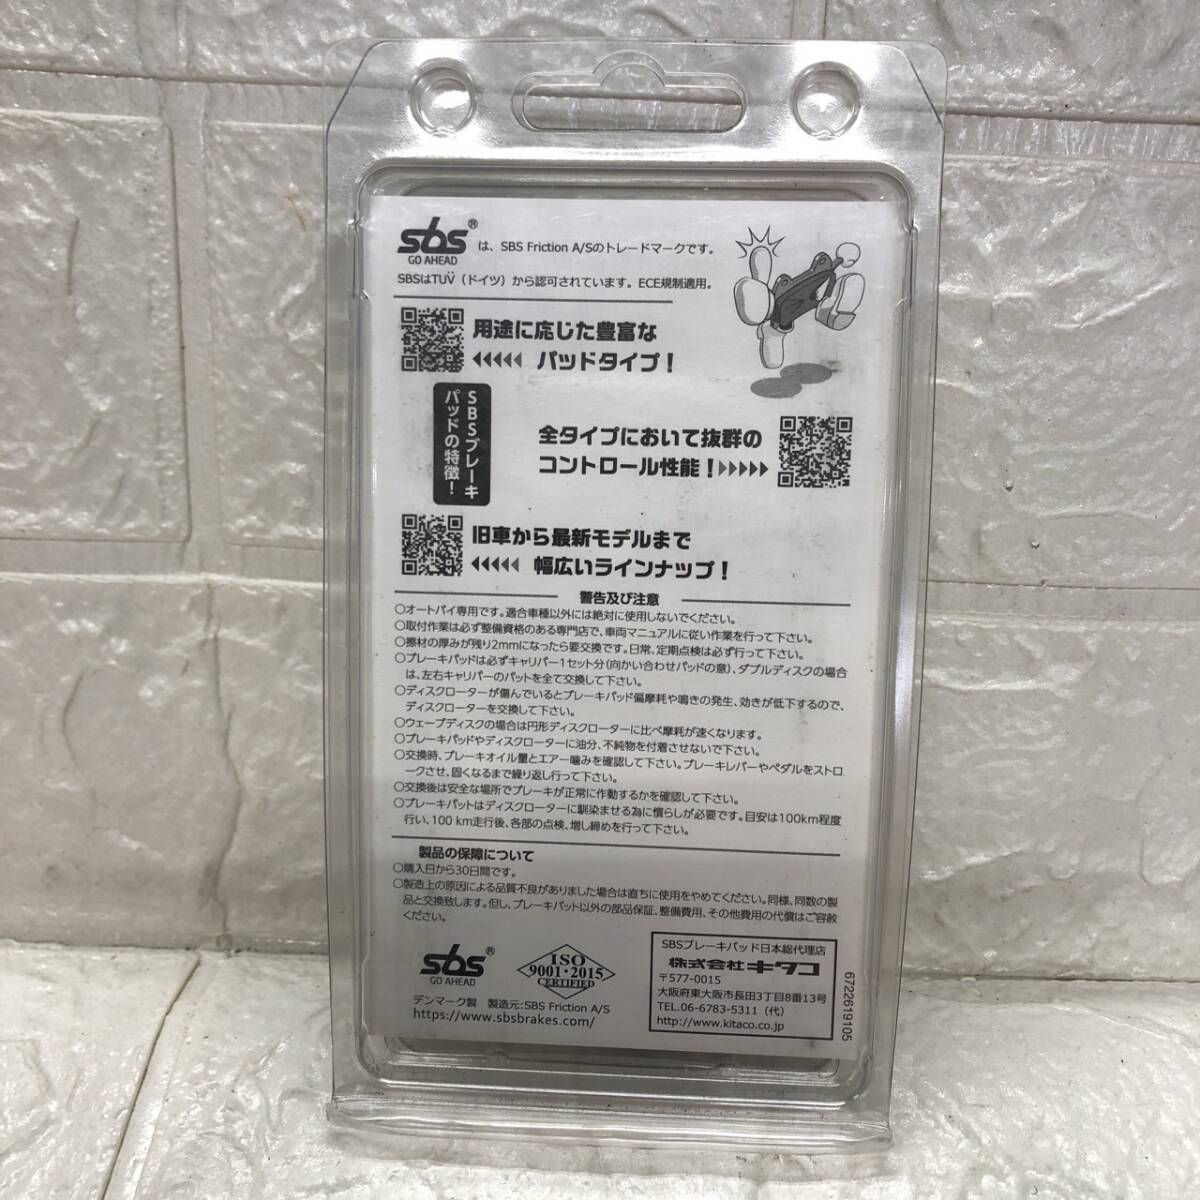 sbs® は、SBS Friction A/Sのトレードマークです。
GO AHEAD
SBSはTÜV（ドイツ）から認可されています。ECE規制適用。
用途に応じた豊富な
パッドタイプ！
SBSブレーキ
パッドの特徴！
全タイプにおいて抜群の
コントロール性能！
旧車から最新モデルまで
幅広いラインナップ！
警告及び注意
○オートバイ専用です。適合車種以外には絶対に使用しないでください。
○取付作業は必ず整備資格のある専門店で、車両マニュアルに従い作業を行って下さい。
○擦材の厚みが残り2mmになったら要交換です。日常、定期点検は必ず行って下さい。
○ブレーキパッドは必ずキャリパー1セット分(向かい合わせパッドの意)、ダブルディスクの場合
は、左右キャリパーのパットを全て交換して下さい。
○ディスクローターが傷んでいるとブレーキパッド偏摩耗や鳴きの発生、効きが低下するので、
ディスクローターを交換して下さい。
○ウェーブディスクの場合は円形ディスクローターに比べ摩耗が速くなります。
○ブレーキパッドやディスクローターに油分、不純物を付着させないで下さい。
○交換時、ブレーキオイル量とエアー噛みを確認して下さい。ブレーキレバーやペダルをストロ
ークさせ、固くなるまで繰り返し行って下さい。
○交換後は安全な場所でブレーキが正常に作動するかを確認して下さい。
○ブレーキパットはディスクローターに馴染ませる為に慣らしが必要です。目安は100km程度
行い、100 km走行後、各部の点検、増し締めを行って下さい。
製品の保障について
○購入日から30日間です。
○製造上の原因による品質不良がありました場合は直ちに使用をやめてください。同様、同数の製
品と交換致します。但し、ブレーキパット以外の部品保証、整備費用、その他費用の代償はご容赦
ください。
sbs®
GO AHEAD
ISO
9001・2015
CERTIFIED
デンマーク製 製造元:SBS Friction A/S
https://www.sbsbrakes.com/
SBSブレーキパッド日本総代理店
株式会社 キタコ
〒577-0015
大阪府東大阪市長田3丁目8番13号
TEL.06-6783-5311（代）
http://www.kitaco.co.jp
6722619105